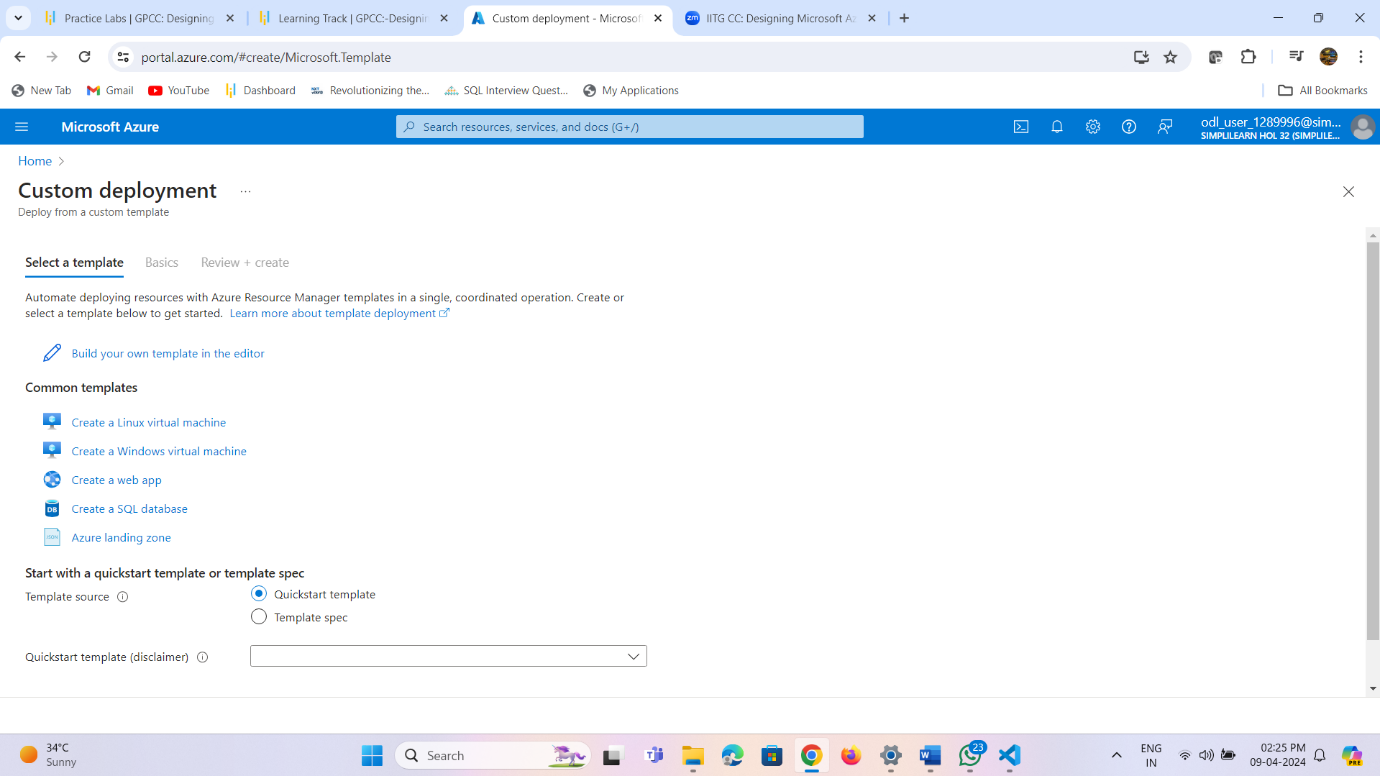 Practice Labs | GPCC: Designing
Learning Track | GPCC:-Designin
Custom deployment - Microsof
zm
IITG CC: Designing Microsoft Az
portal.azure.com/#create/Microsoft.Template
New Tab
Gmail
YouTube
Dashboard
Revolutionizing the...
SQL Interview Quest...
My Applications
All Bookmarks
Microsoft Azure
Search resources, services, and docs (G+/)
odl_user_1289996@sim...
SIMPLILEARN HOL 32 (SIMPLILE...
Home
Custom deployment
...
Deploy from a custom template
Select a template
Basics
Review + create
Automate deploying resources with Azure Resource Manager templates in a single, coordinated operation. Create or
select a template below to get started. Learn more about template deployment
Build your own template in the editor
Common templates
Create a Linux virtual machine
Create a Windows virtual machine
Create a web app
DB
Create a SQL database
Azure landing zone
Start with a quickstart template or template spec
Template source
Quickstart template
Template spec
Quickstart template (disclaimer)
34°C
Sunny
Search
23
ENG
IN
02:25 PM
09-04-2024
PRE